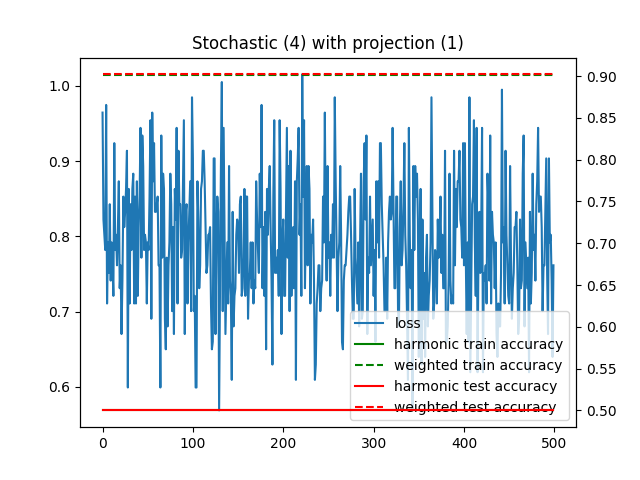 Stochastic (4) with projection (1)
1.0
0.9
0.8
0.7
0.6
0.90
0.85
0.80
0.75
0.70
0.65
0.60
0.55
0.50
loss
harmonic train accuracy
weighted train accuracy
harmonic test accuracy
weighted test accuracy
0 100 200 300 400 500